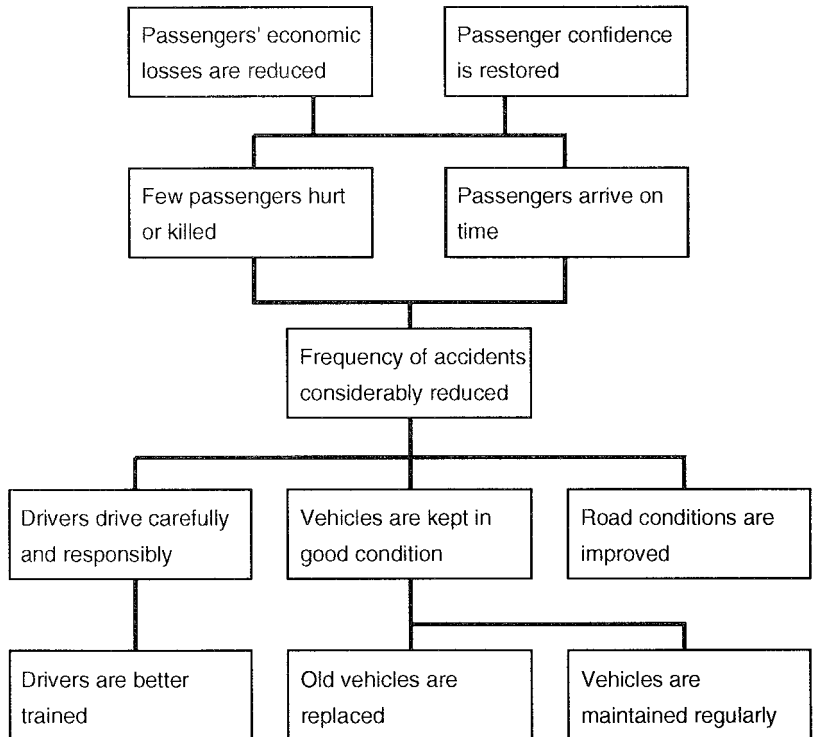 Passengers' economic
losses are reduced
Passenger confidence
is restored
Few passengers hurt
or killed
Passengers arrive on
time
Frequency of accidents
considerably reduced
Drivers drive carefully
and responsibly
Vehicles are kept in
good condition
Road conditions are
improved
Drivers are better
trained
Old vehicles are
replaced
Vehicles are
maintained regularly